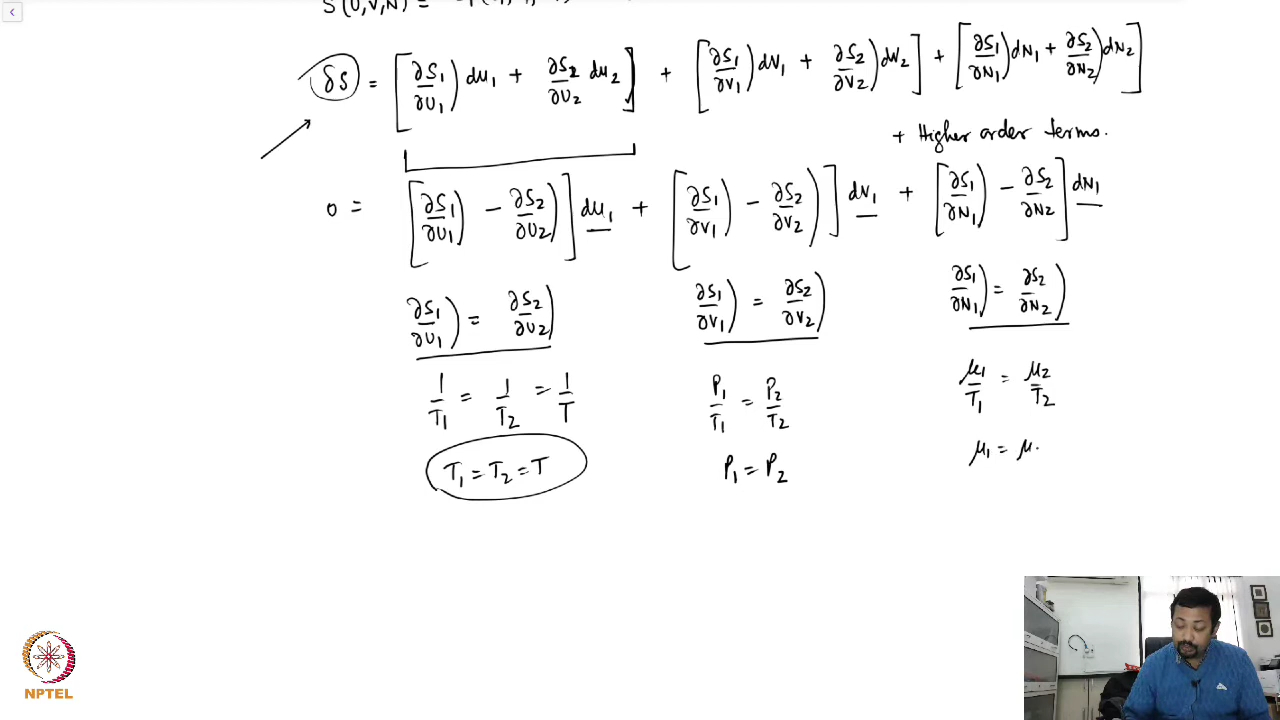 S(U,V,N) =
δS = [∂S₁/∂U₁) dU₁ + ∂S₂/∂U₂ dU₂] + [∂S₁/∂V₁) dV₁ + ∂S₂/∂V₂) dV₂] + [∂S₁/∂N₁) dN₁ + ∂S₂/∂N₂) dN₂]
+ Higher order terms.
0 = [∂S₁/∂U₁) − ∂S₂/∂U₂)] dU₁ + [∂S₁/∂V₁) − ∂S₂/∂V₂)] dV₁ + [∂S₁/∂N₁) − ∂S₂/∂N₂] dN₁
∂S₁/∂U₁) = ∂S₂/∂U₂) ∂S₁/∂V₁) = ∂S₂/∂V₂) ∂S₁/∂N₁) = ∂S₂/∂N₂)
1/T₁ = 1/T₂ = 1/T P₁/T₁ = P₂/T₂ μ₁/T₁ = μ₂/T₂
T₁ = T₂ = T P₁ = P₂ μ₁ = μ
NPTEL